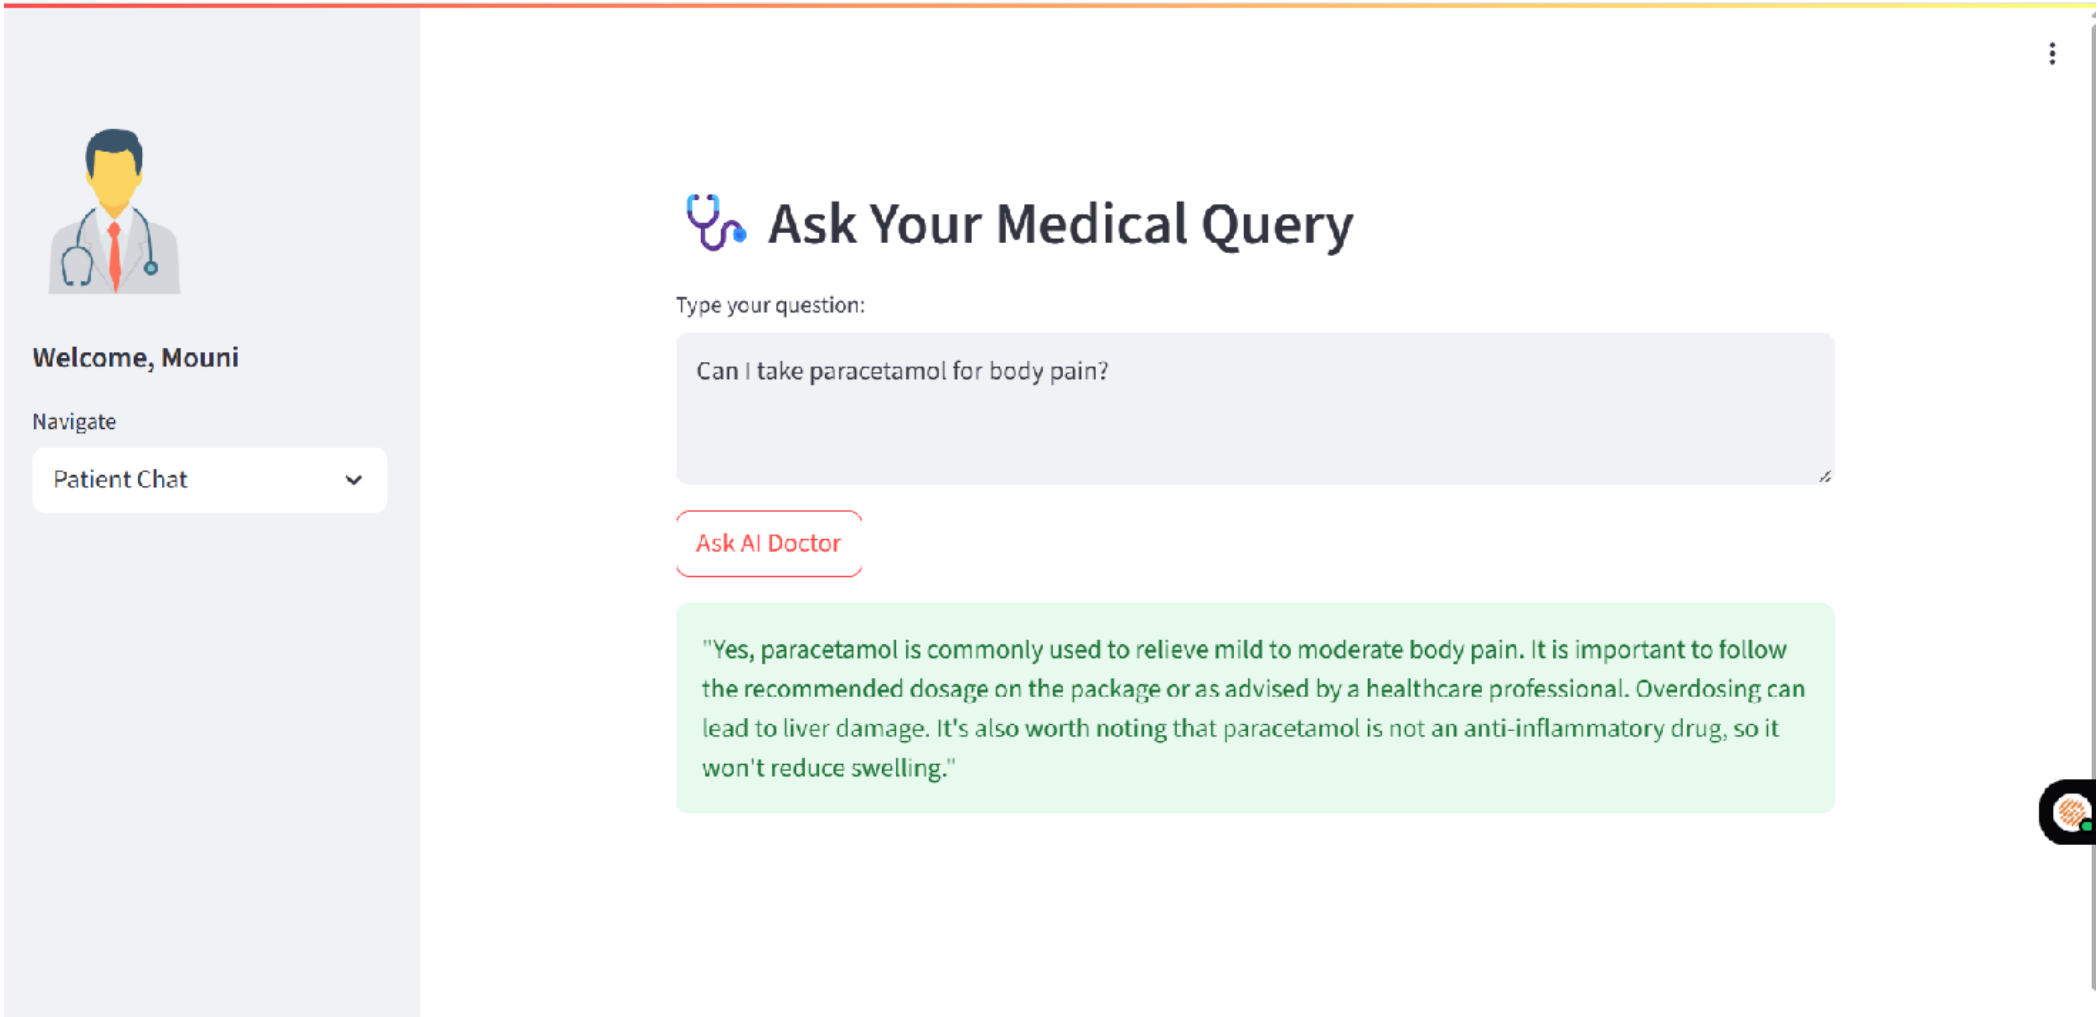 Welcome, Mouni
Navigate
Patient Chat
Ask Your Medical Query
Type your question:
Can I take paracetamol for body pain?
Ask AI Doctor
"Yes, paracetamol is commonly used to relieve mild to moderate body pain. It is important to follow
the recommended dosage on the package or as advised by a healthcare professional. Overdosing can
lead to liver damage. It's also worth noting that paracetamol is not an anti-inflammatory drug, so it
won't reduce swelling."